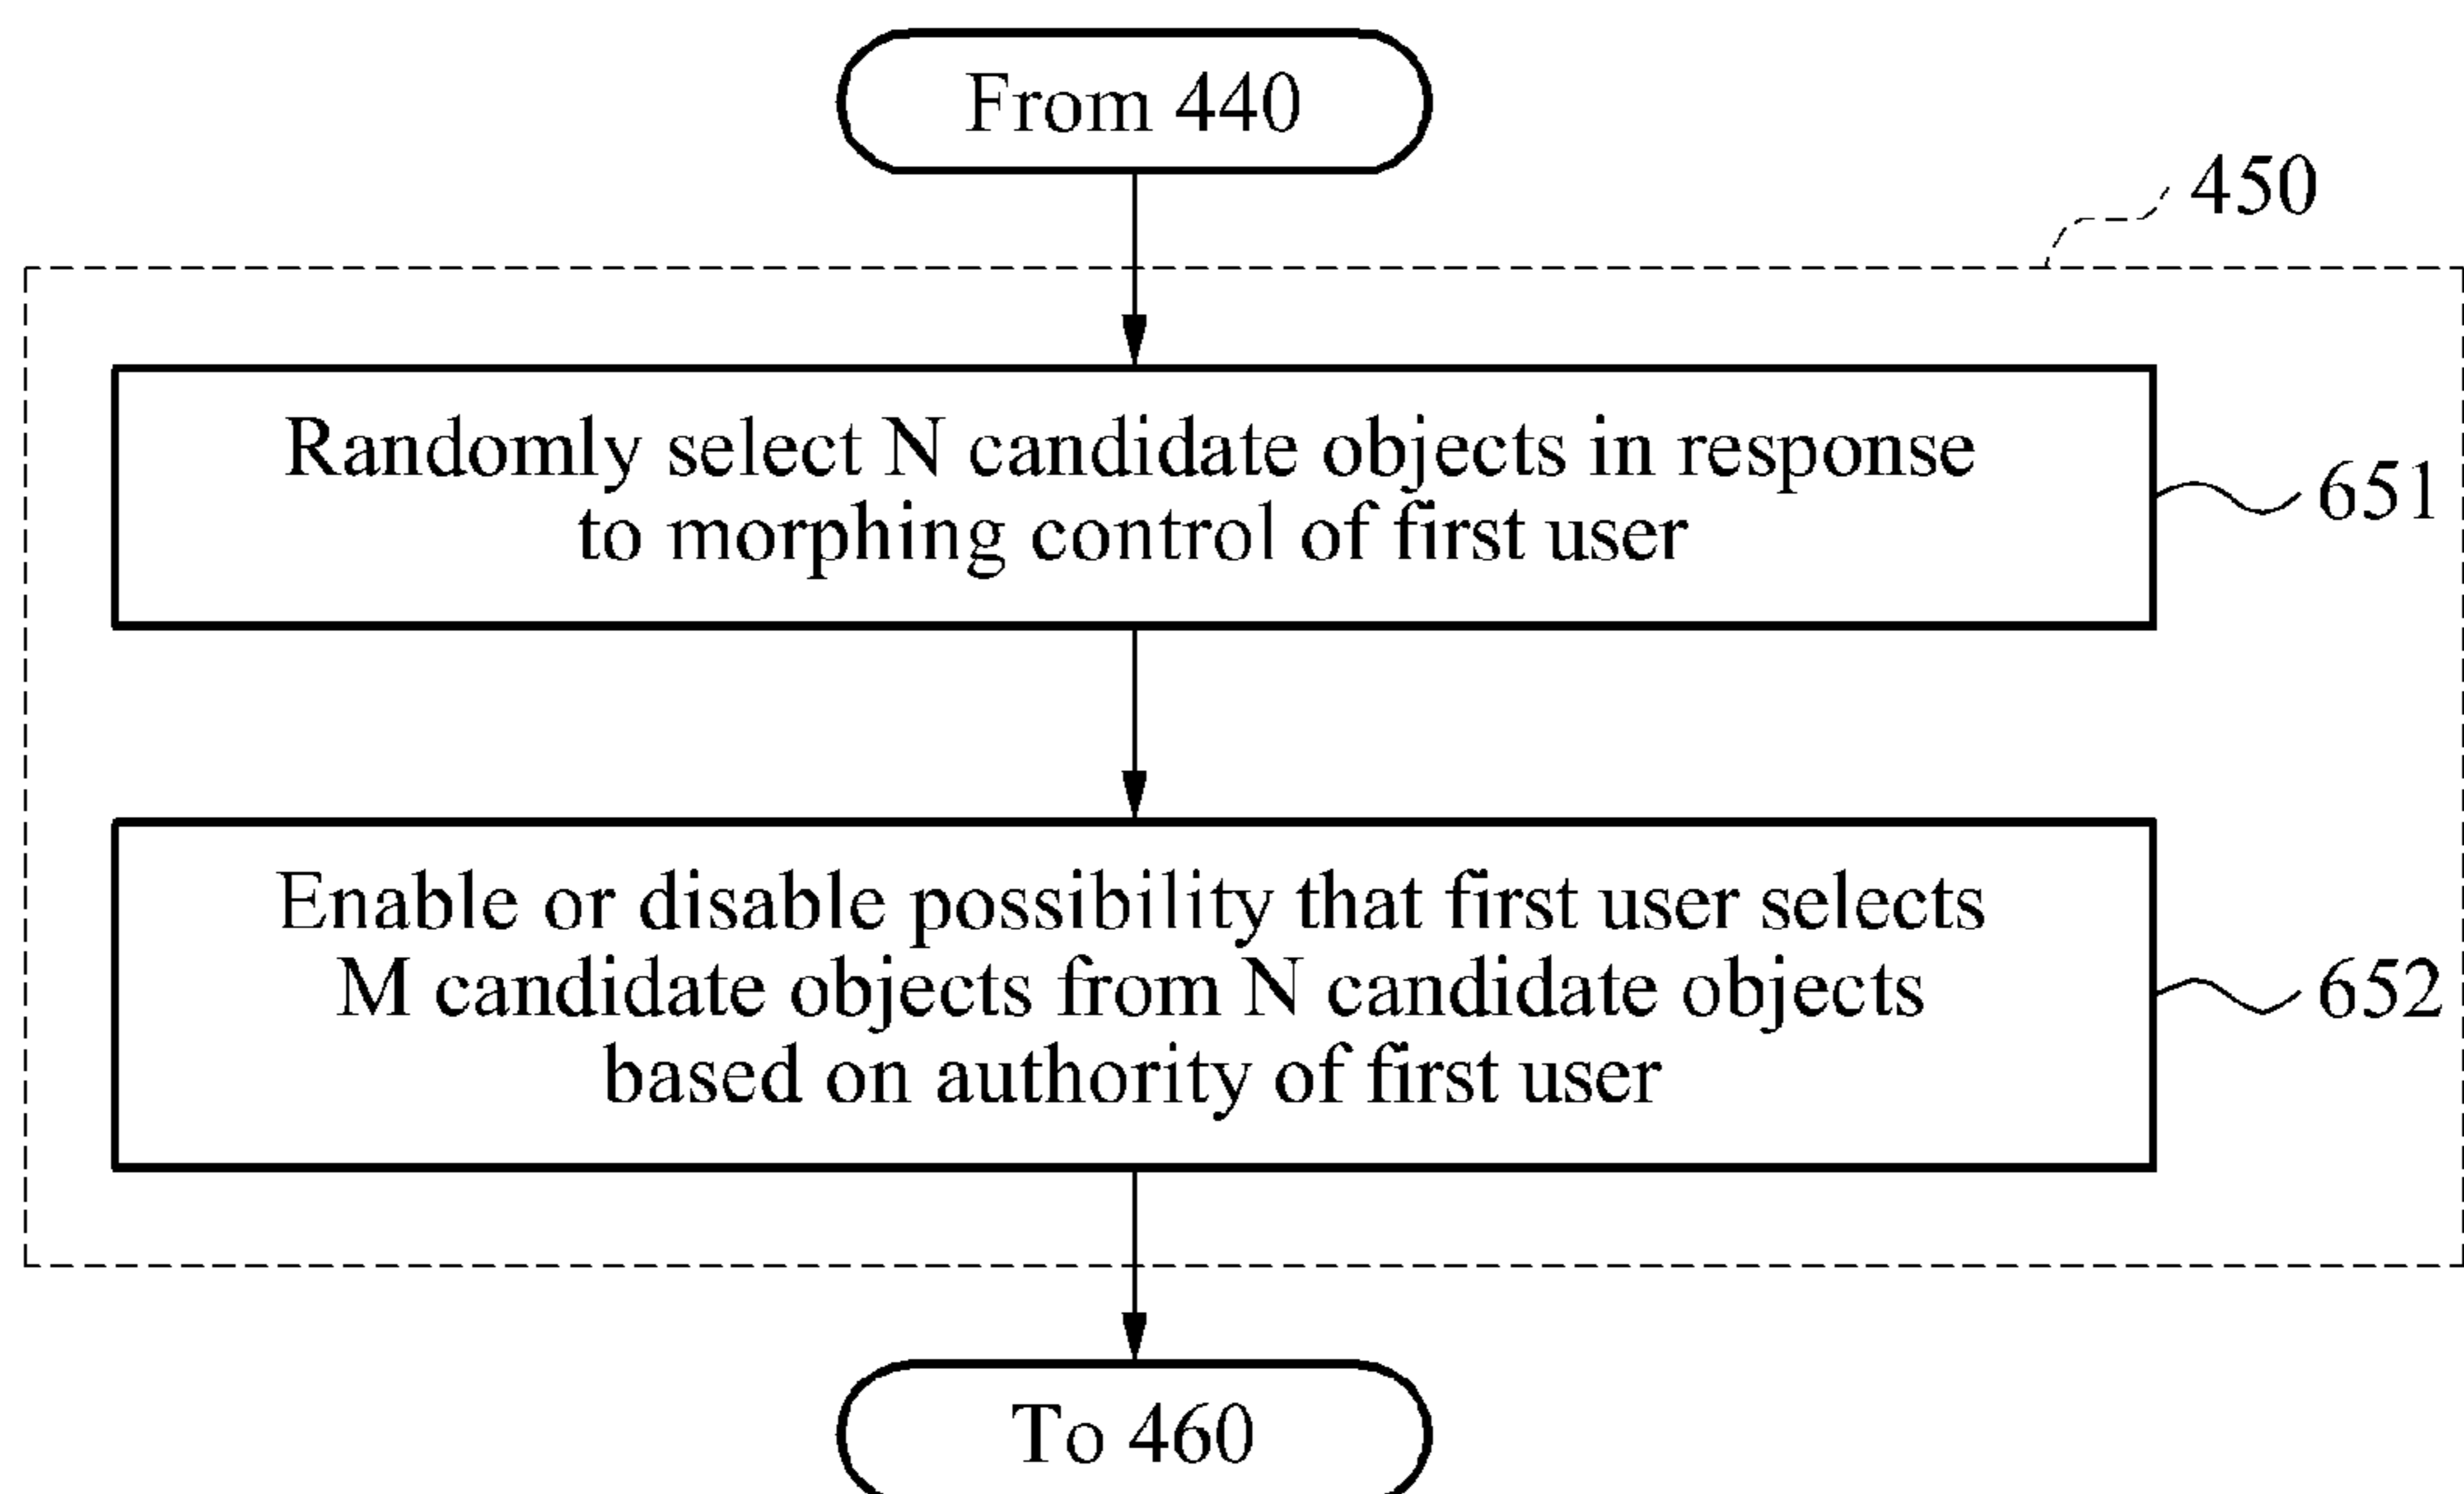 From 440
450
Randomly select N candidate objects in response
to morphing control of first user
651
Enable or disable possibility that first user selects
M candidate objects from N candidate objects
based on authority of first user
652
To 460